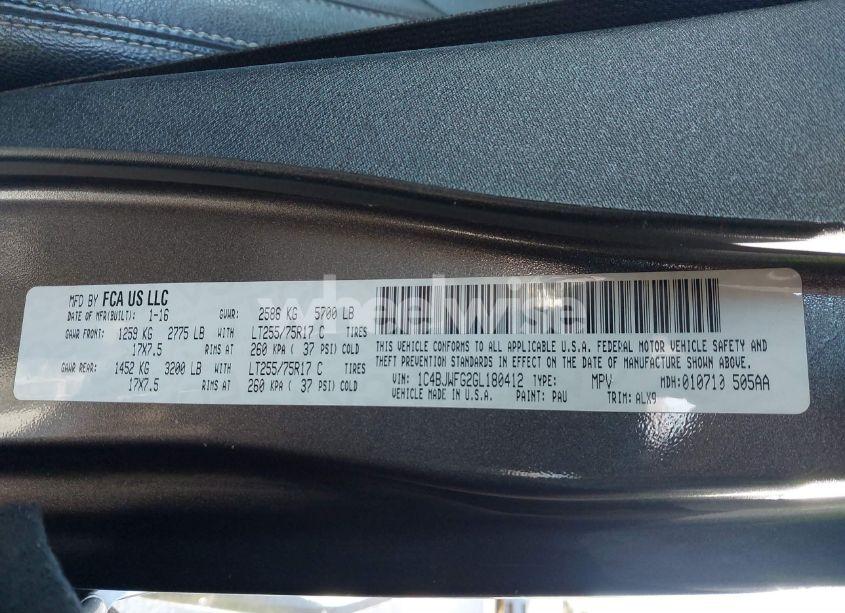 MFD BY FCA US LLC
DATE OF MFR(BUILT): 1-16 GVWR: 2586 KG 5700 LB
GAWR FRONT: 1259 KG 2775 LB WITH LT255/75R17 C TIRES
17X7.5 RIMS AT 260 KPA ( 37 PSI) COLD
GAWR REAR: 1452 KG 3200 LB WITH LT255/75R17 C TIRES
17X7.5 RIMS AT 260 KPA ( 37 PSI) COLD
THIS VEHICLE CONFORMS TO ALL APPLICABLE U.S.A. FEDERAL MOTOR VEHICLE SAFETY AND
THEFT PREVENTION STANDARDS IN EFFECT ON THE DATE OF MANUFACTURE SHOWN ABOVE.
VIN: 1C4BJWFG2GL180412 TYPE: MPV MDH: 010713 505AA
VEHICLE MADE IN U.S.A. PAINT: PAU TRIM: ALX9
wheelwise